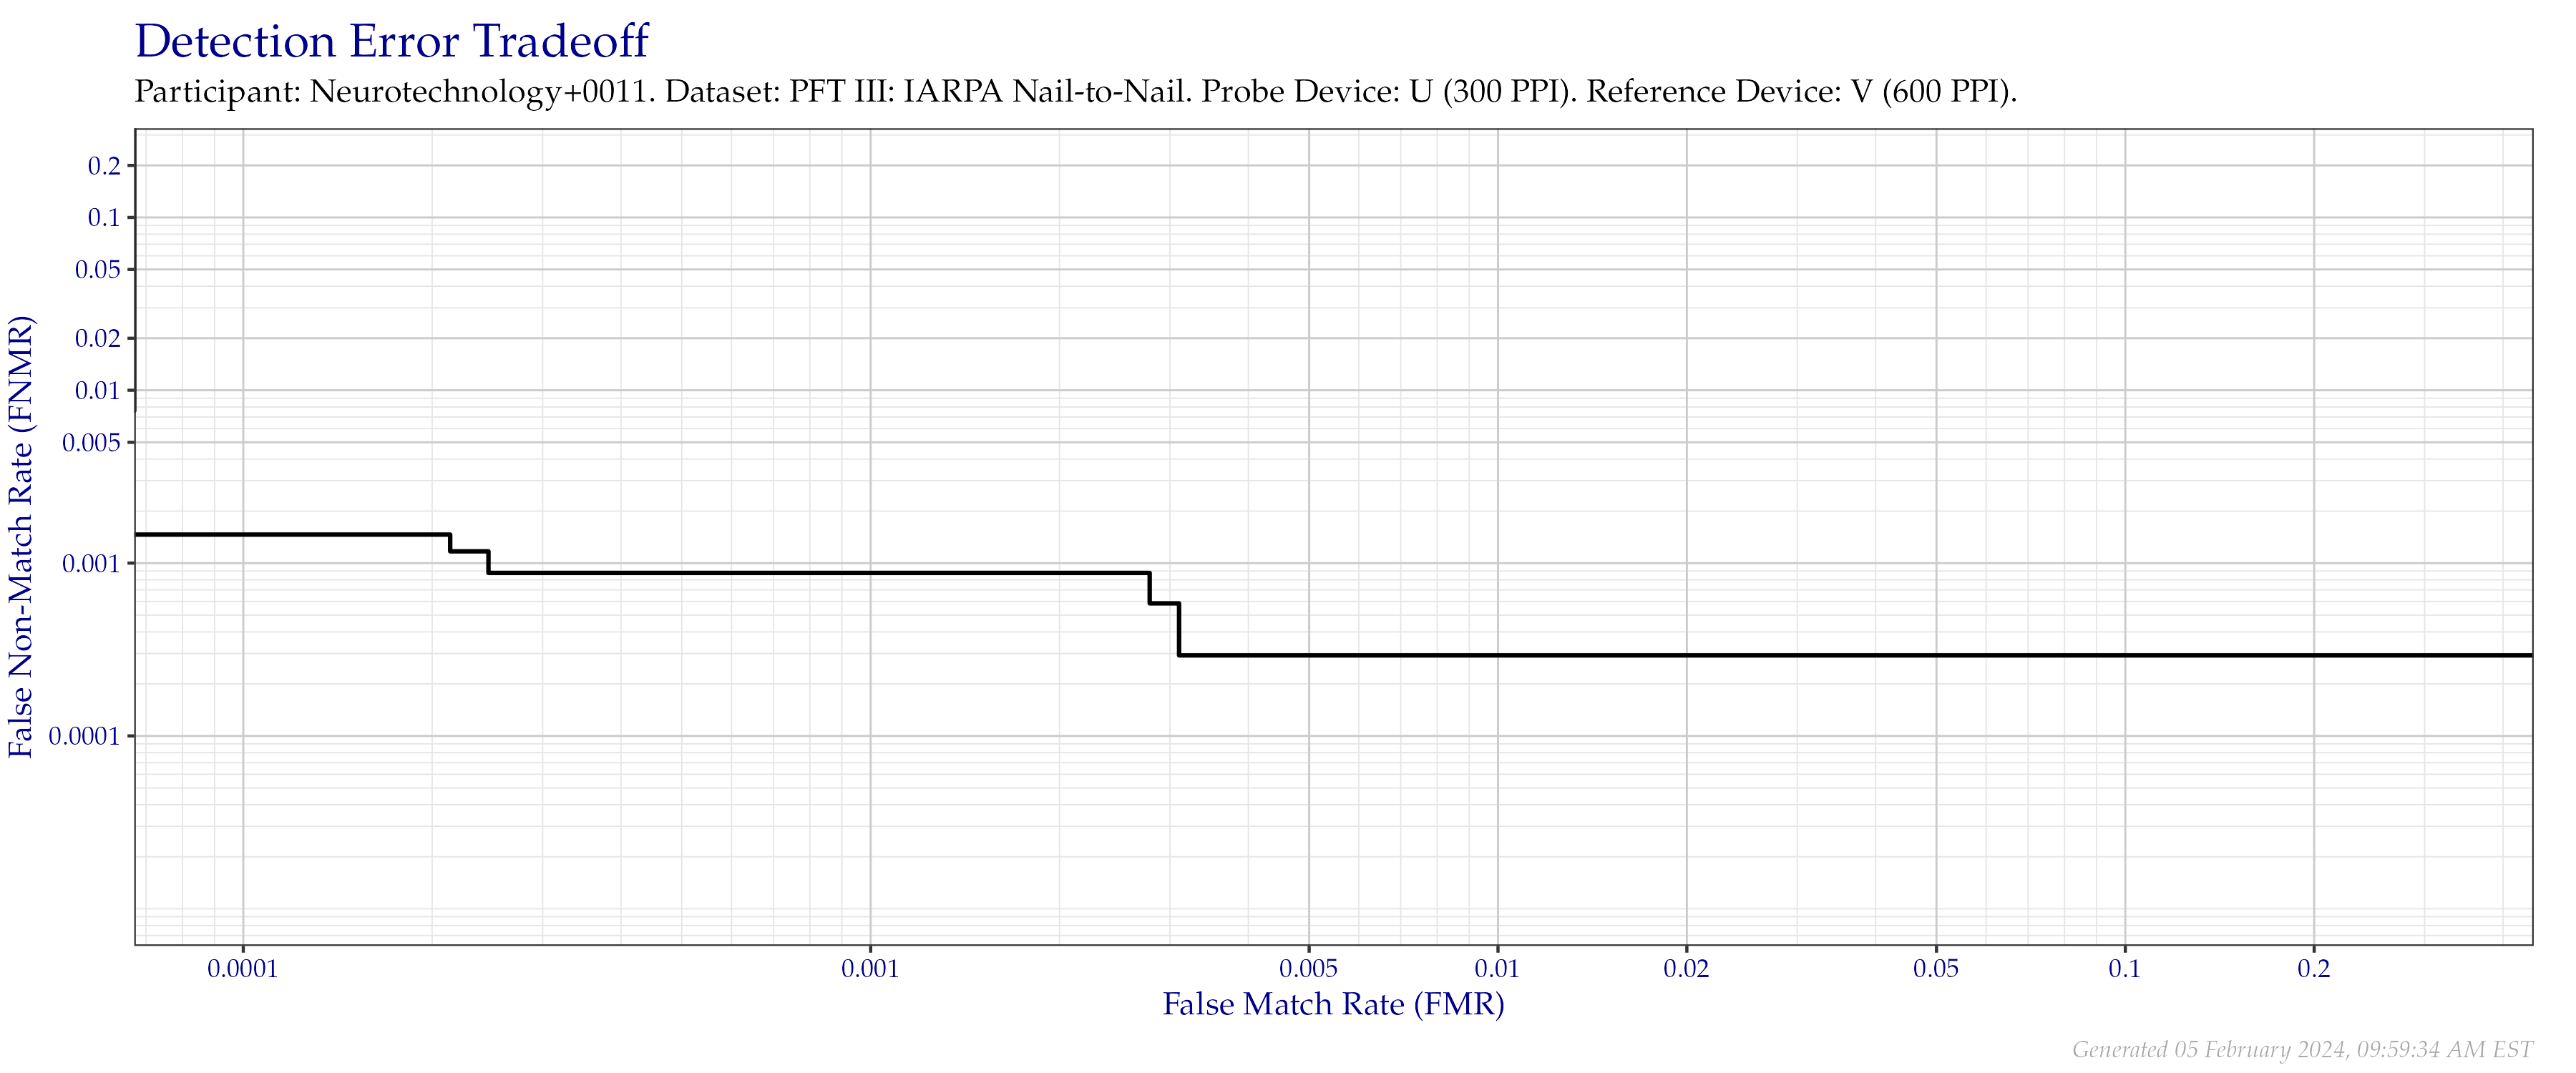 Detection Error Tradeoff
Participant: Neurotechnology+0011. Dataset: PFT III: IARPA Nail-to-Nail. Probe Device: U (300 PPI). Reference Device: V (600 PPI).
False Non-Match Rate (FNMR)
0.2
0.1
0.05
0.02
0.01
0.005
0.001
0.0001
0.0001 0.001 0.005 0.01 0.02 0.05 0.1 0.2
False Match Rate (FMR)
Generated 05 February 2024, 09:59:34 AM EST